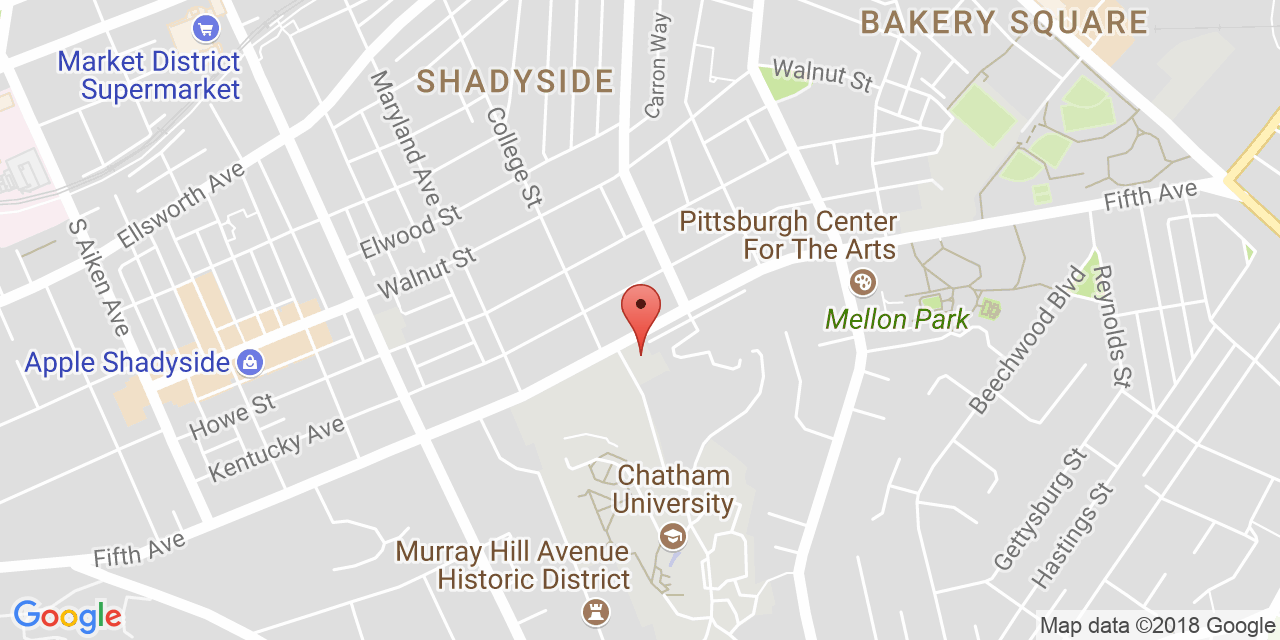 BAKERY SQUARE
Market District
Supermarket
SHADYSIDE
Carron Way
Walnut St
Maryland Ave
College St
Ellsworth Ave
Fifth Ave
S Aiken Ave
Elwood St
Pittsburgh Center
For The Arts
Walnut St
Mellon Park
Beechwood Blvd
Reynolds St
Apple Shadyside
Howe St
Kentucky Ave
Chatham
University
Gettysburg St
Hastings St
Fifth Ave
Murray Hill Avenue
Historic District
Google
Map data ©2018 Google